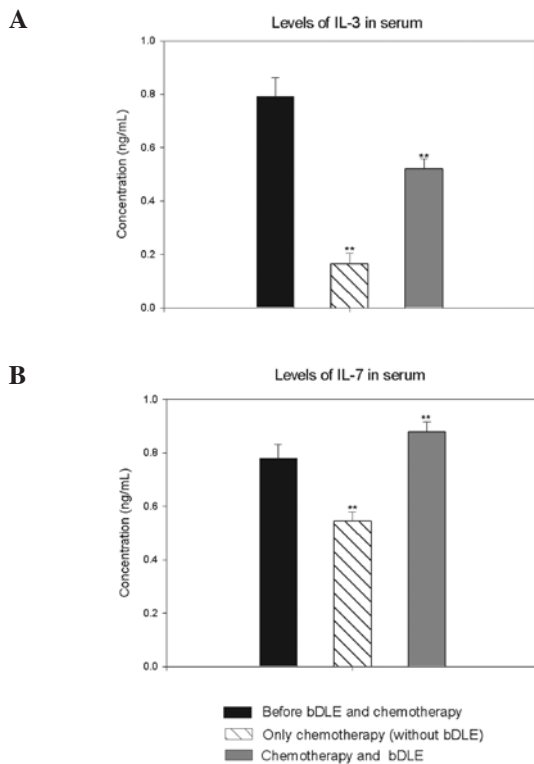 A
Levels of IL-3 in serum
Concentration (ng/mL)
1.0
0.8
0.6
0.4
0.2
0.0
**
**
B
Levels of IL-7 in serum
Concentration (ng/mL)
1.0
0.8
0.6
0.4
0.2
0.0
**
**
Before bDLE and chemotherapy
Only chemotherapy (without bDLE)
Chemotherapy and bDLE